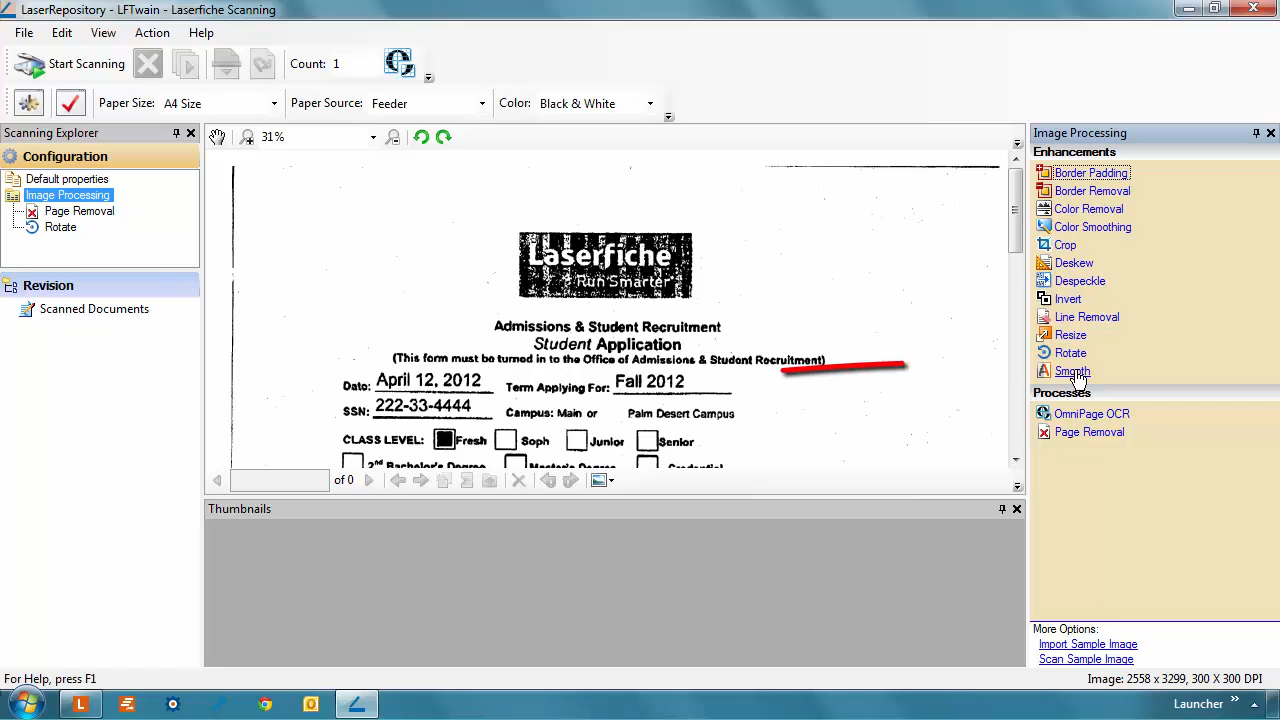 LaserRepository - LFTwain - Laserfiche Scanning
File Edit View Action Help
Start Scanning Count: 1
Paper Size: A4 Size Paper Source: Feeder Color: Black & White
Scanning Explorer
Configuration
Default properties
Image Processing
Page Removal
Rotate
Revision
Scanned Documents
31%
Laserfiche
Run Smarter
Admissions & Student Recruitment
Student Application
(This form must be turned in to the Office of Admissions & Student Recruitment)
Date: April 12, 2012 Term Applying For: Fall 2012
SSN: 222-33-4444 Campus: Main or Palm Desert Campus
CLASS LEVEL: Fresh Soph Junior Senior
2nd Bachelor's Degree Master's Degree Credential
of 0
Thumbnails
Image Processing
Enhancements
Border Padding
Border Removal
Color Removal
Color Smoothing
Crop
Deskew
Despeckle
Invert
Line Removal
Resize
Rotate
Smooth
Processes
OmniPage OCR
Page Removal
More Options:
Import Sample Image
Scan Sample Image
For Help, press F1 Image: 2558 x 3299, 300 X 300 DPI
Launcher